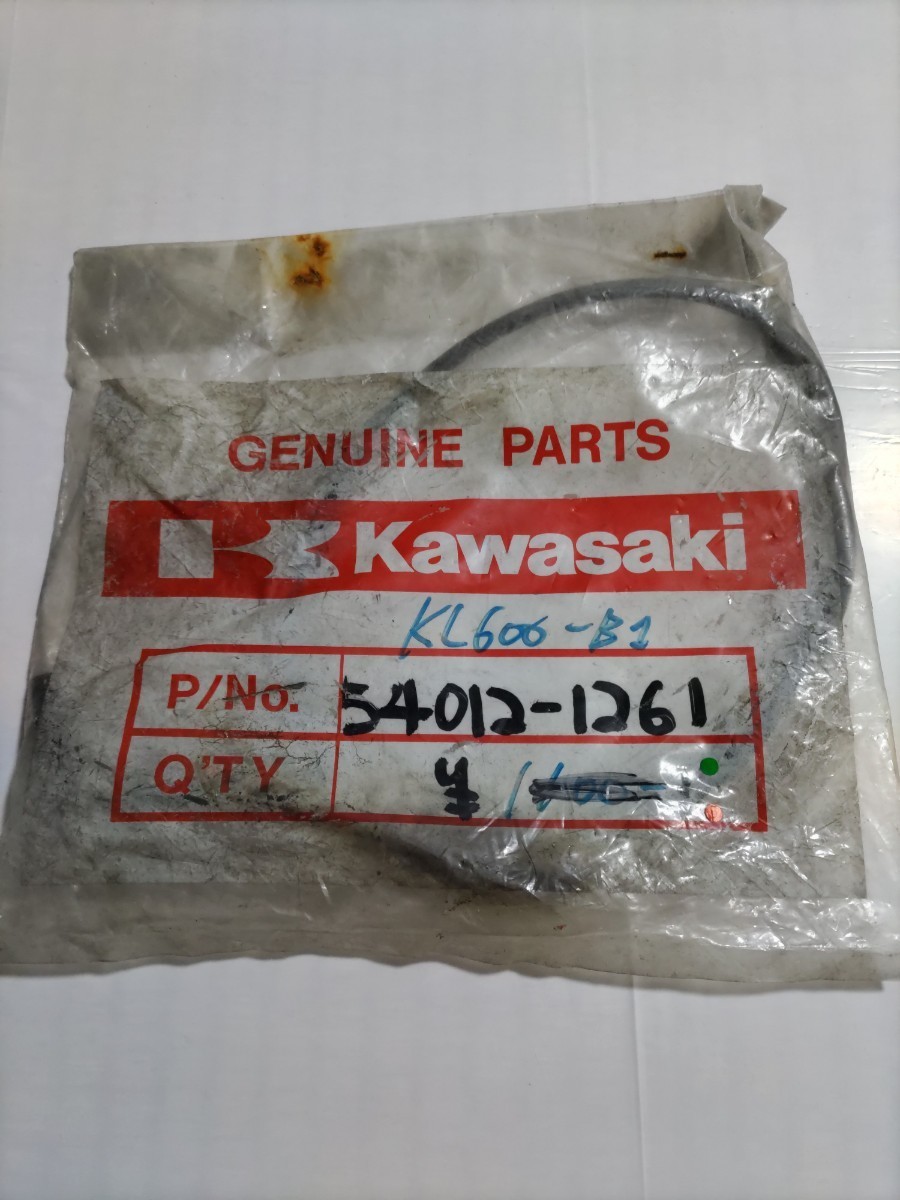 GENUINE PARTS
Kawasaki
KL600-B1
P/No. 54012-1261
Q'TY